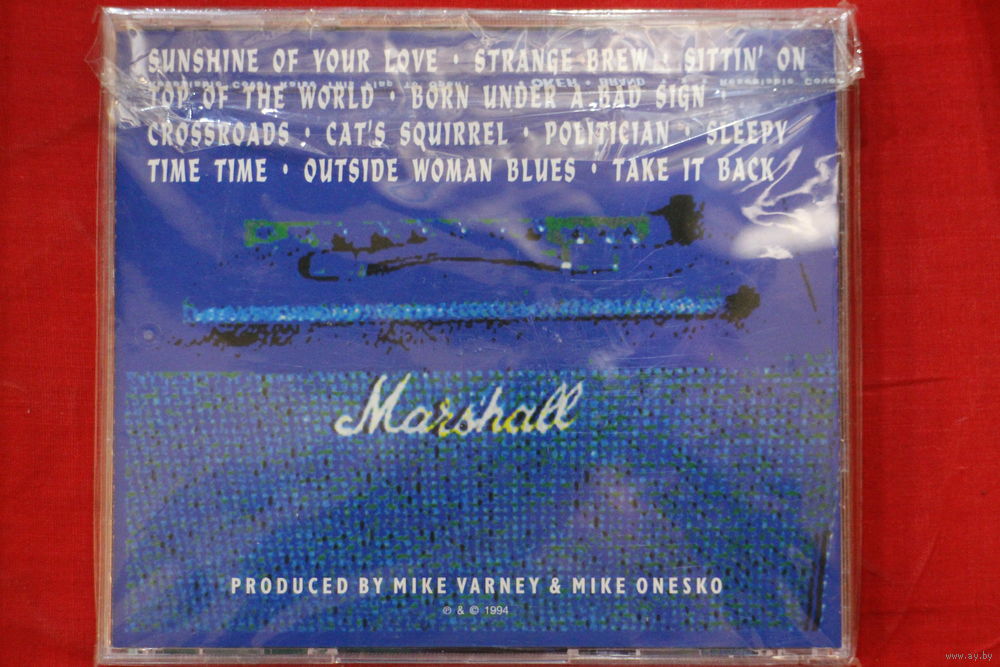 SUNSHINE OF YOUR LOVE · STRANGE BREW · SITTIN' ON
TOP OF THE WORLD · BORN UNDER A BAD SIGN
CROSSROADS · CAT'S SQUIRREL · POLITICIAN · SLEEPY
TIME TIME · OUTSIDE WOMAN BLUES · TAKE IT BACK
Marshall
PRODUCED BY MIKE VARNEY & MIKE ONESKO
℗ & © 1994
www.ay.by